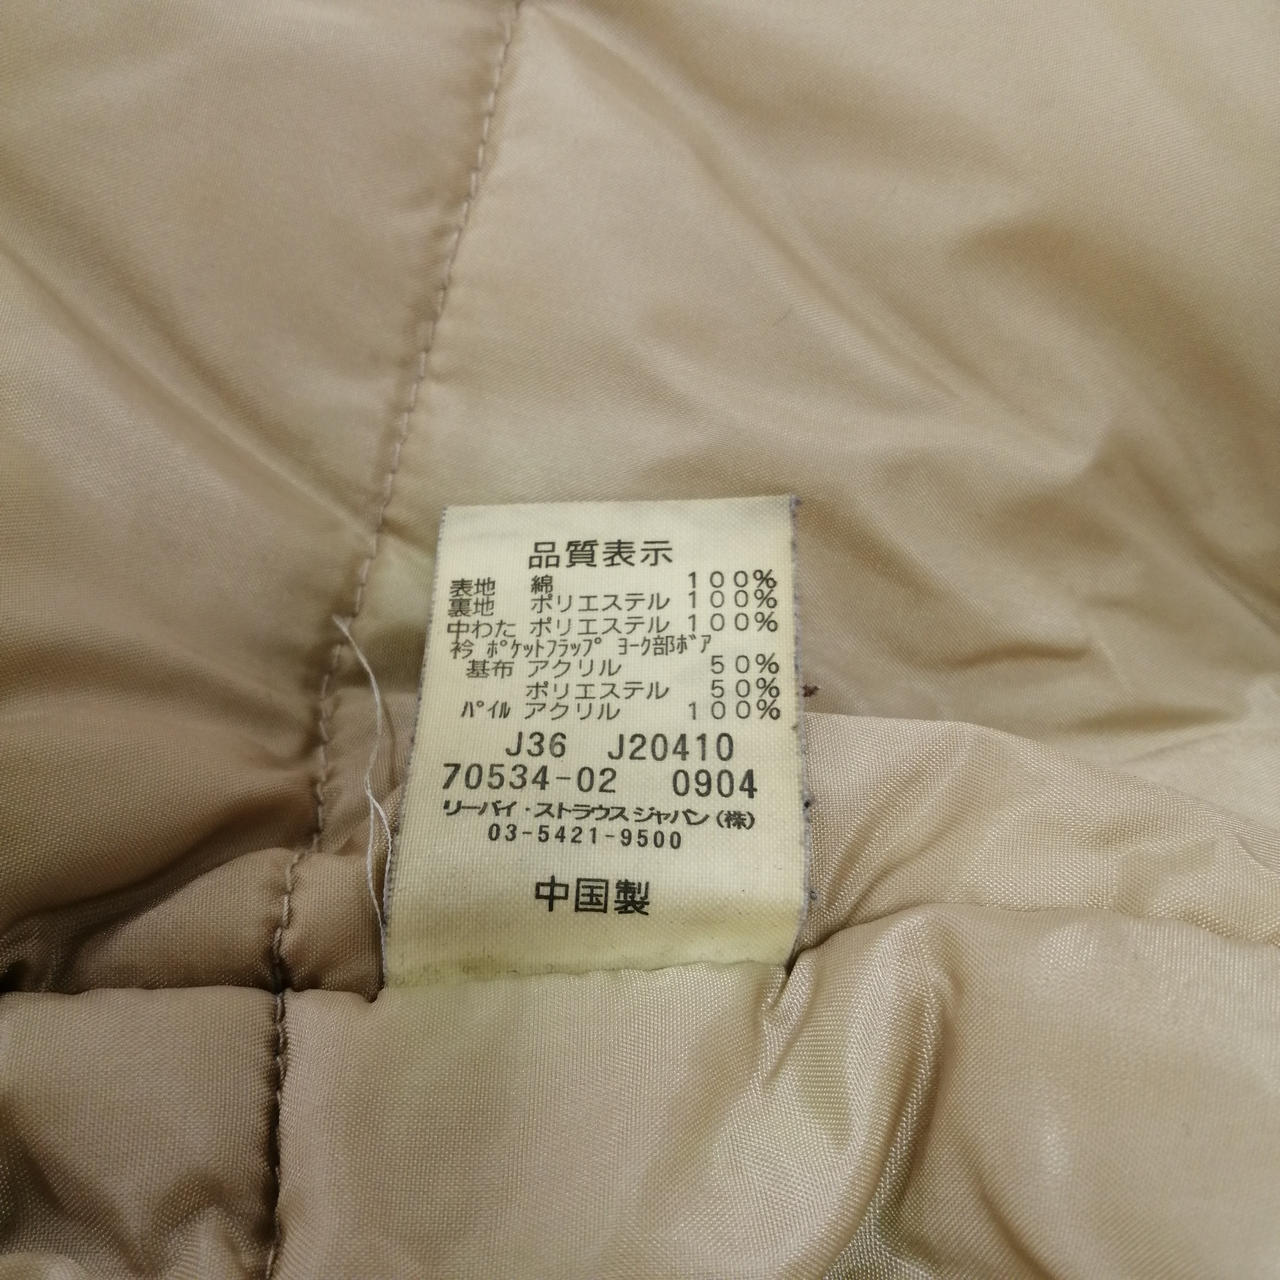 品質表示
表地 綿 100%
裏地 ポリエステル 100%
中わた ポリエステル 100%
衿 ﾎﾟｹｯﾄﾌﾗｯﾌﾟ ﾖｰｸ部ﾎﾞｱ
基布 アクリル 50%
ポリエステル 50%
ﾊﾟｲﾙ アクリル 100%
J36 J20410
70534-02 0904
リーバイ・ストラウス ジャパン(株)
03-5421-9500
中国製